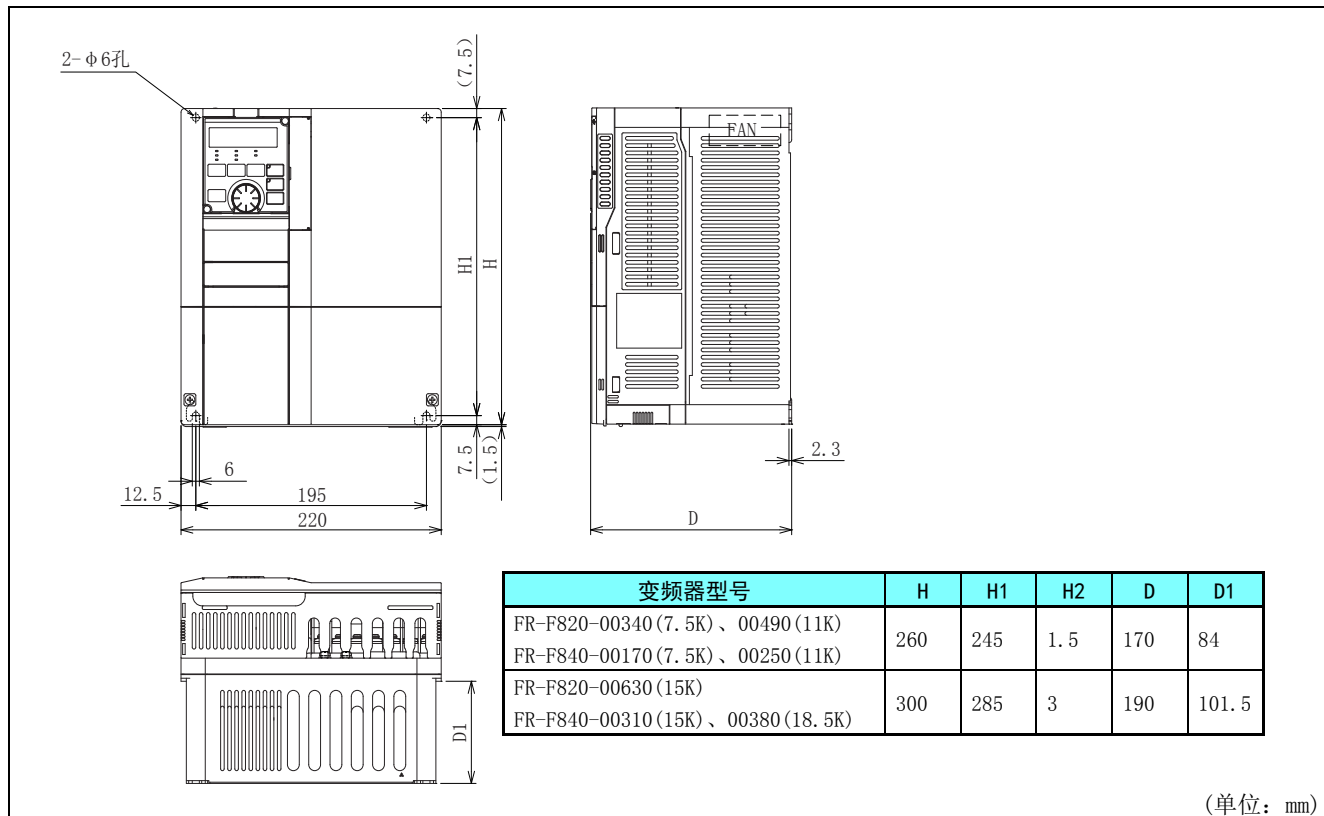 2-φ6孔
(7.5)
H1
H
7.5
(1.5)
6
12.5
195
220
FAN
2.3
D
D1
变频器型号 H H1 H2 D D1
FR-F820-00340(7.5K)、00490(11K)
FR-F840-00170(7.5K)、00250(11K)
260 245 1.5 170 84
FR-F820-00630(15K)
FR-F840-00310(15K)、00380(18.5K)
300 285 3 190 101.5
(单位: mm)